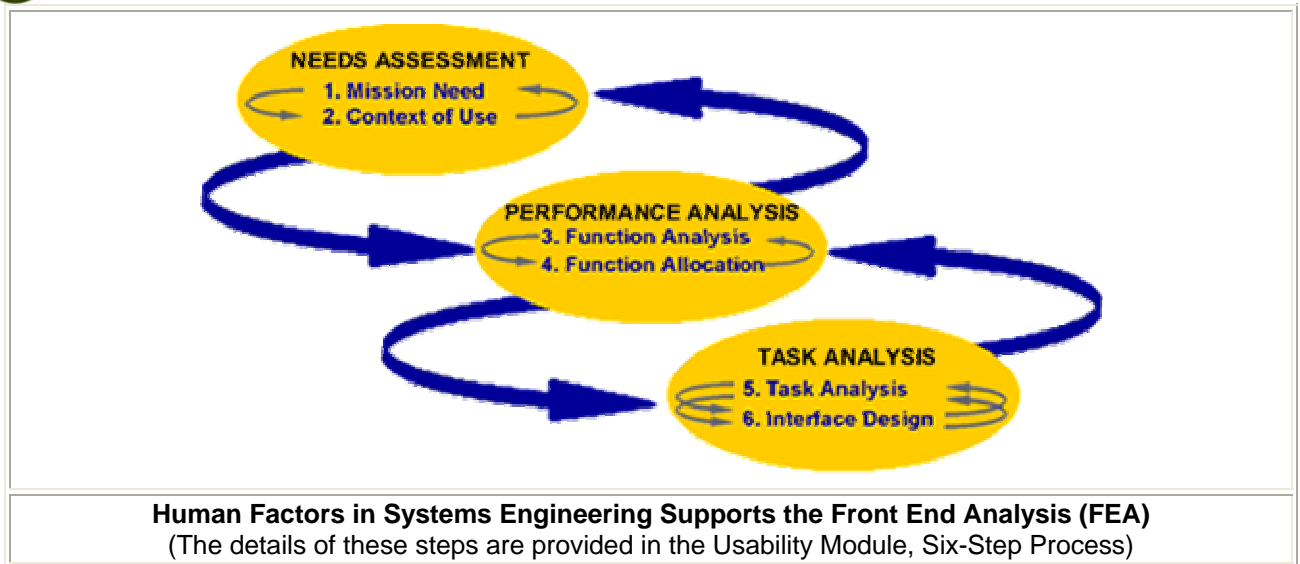 NEEDS ASSESSMENT
1. Mission Need
2. Context of Use
PERFORMANCE ANALYSIS
3. Function Analysis
4. Function Allocation
TASK ANALYSIS
5. Task Analysis
6. Interface Design
Human Factors in Systems Engineering Supports the Front End Analysis (FEA)
(The details of these steps are provided in the Usability Module, Six-Step Process)